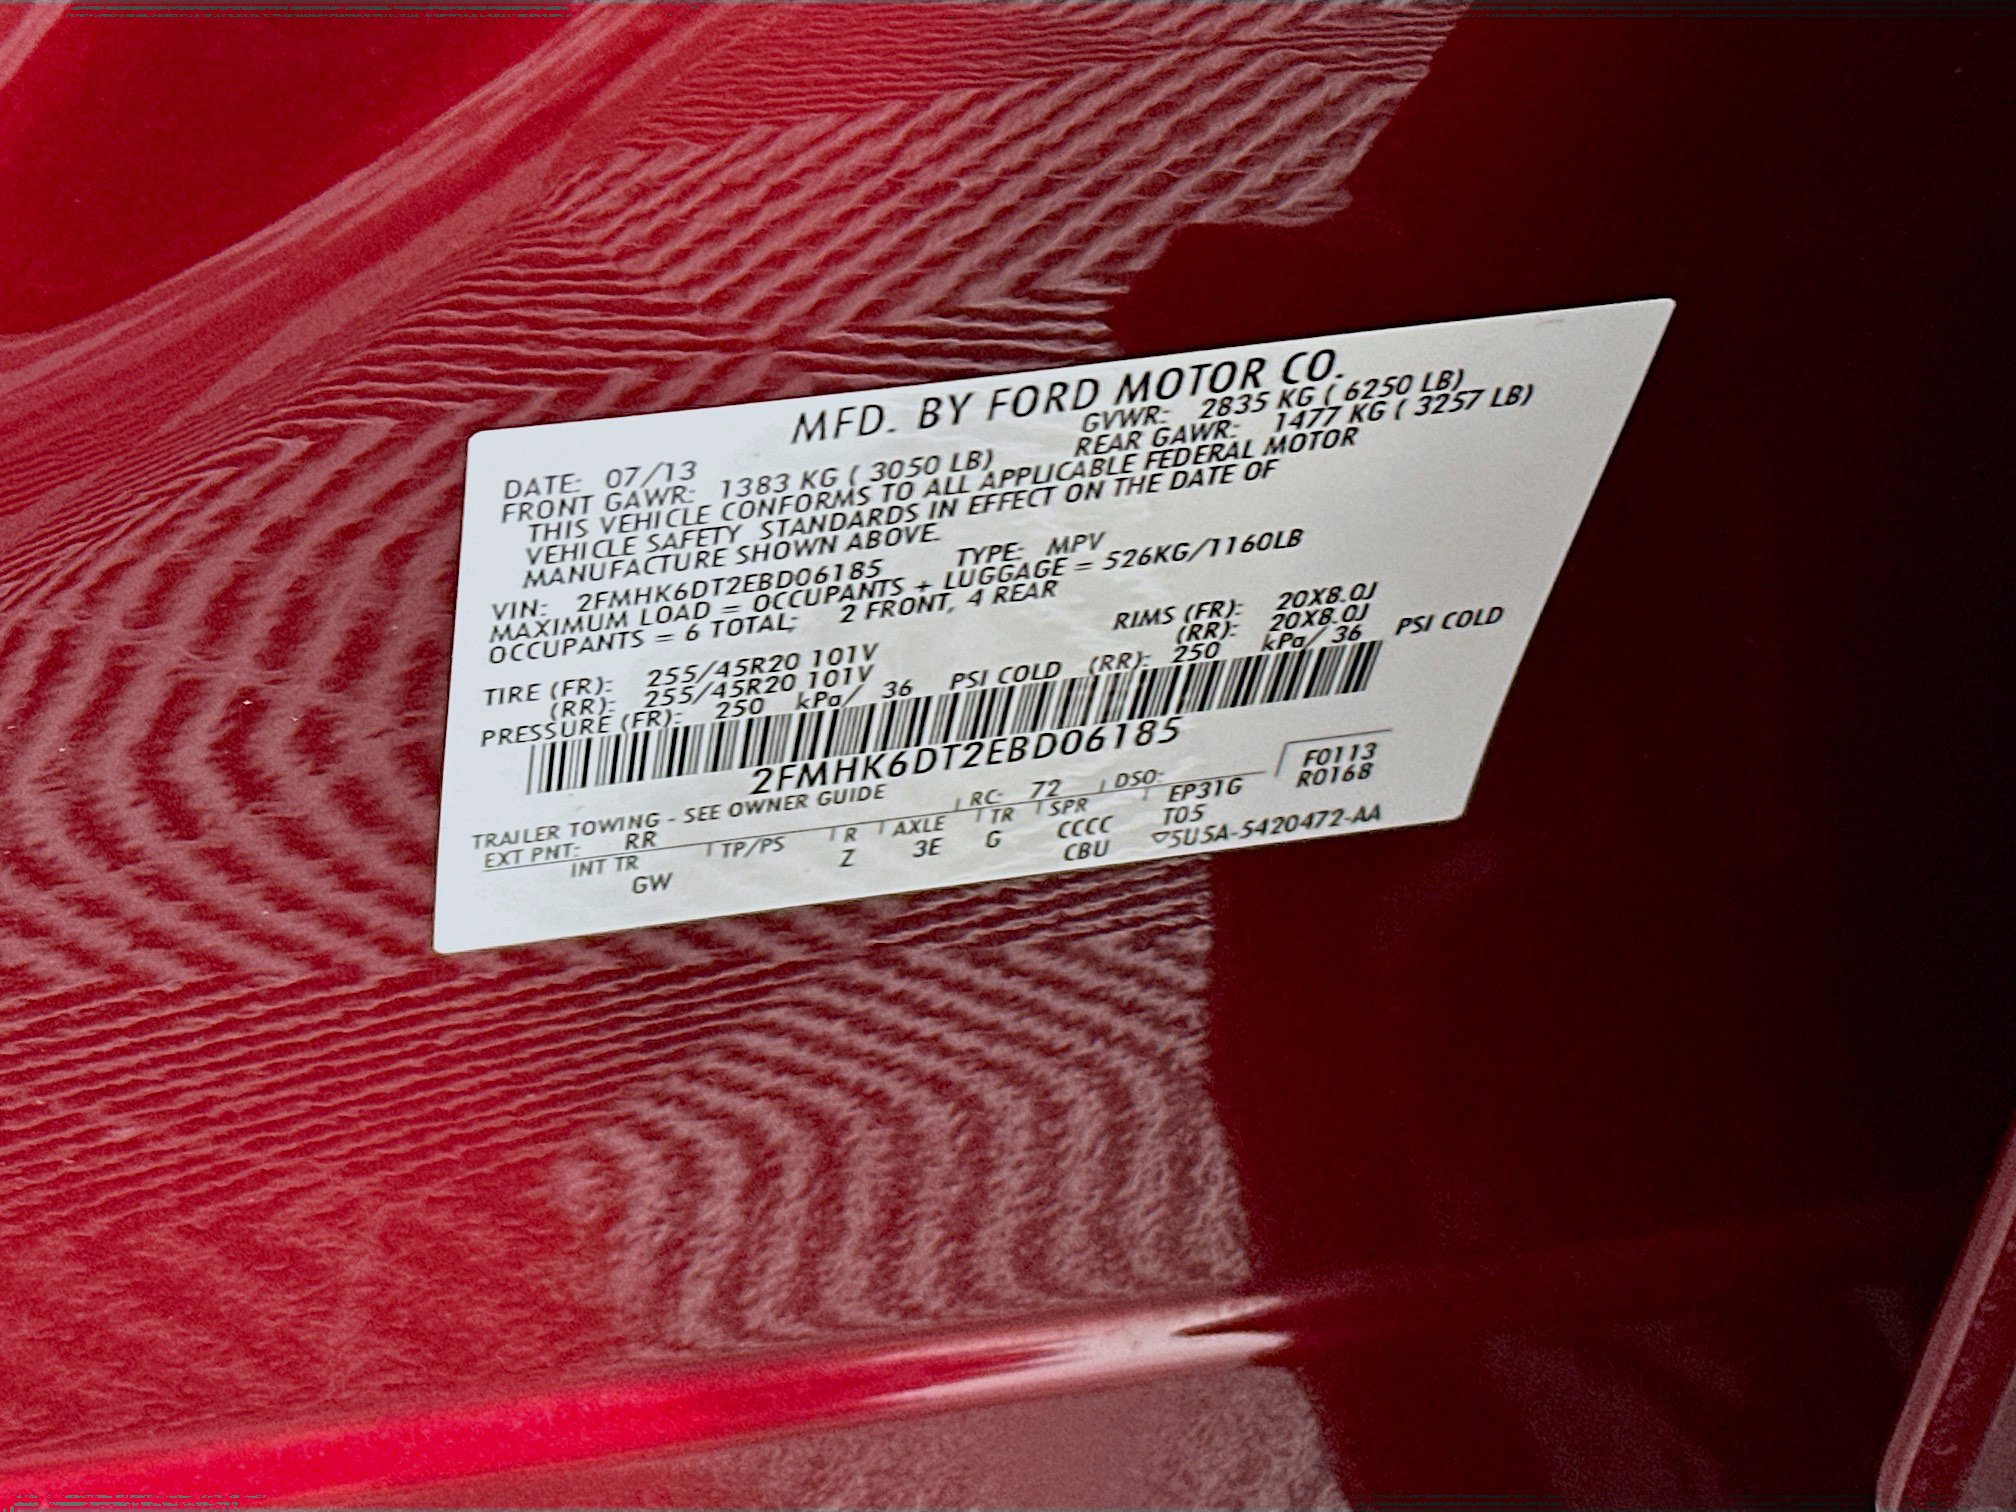 MFD. BY FORD MOTOR CO.
DATE: 07/13 GVWR: 2835 KG ( 6250 LB)
FRONT GAWR: 1383 KG ( 3050 LB) REAR GAWR: 1477 KG ( 3257 LB)
THIS VEHICLE CONFORMS TO ALL APPLICABLE FEDERAL MOTOR
VEHICLE SAFETY STANDARDS IN EFFECT ON THE DATE OF
MANUFACTURE SHOWN ABOVE.
VIN: 2FMHK6DT2EBD06185 TYPE: MPV
MAXIMUM LOAD = OCCUPANTS + LUGGAGE = 526KG/1160LB
OCCUPANTS = 6 TOTAL; 2 FRONT, 4 REAR
TIRE (FR): 255/45R20 101V RIMS (FR): 20X8.0J
(RR): 255/45R20 101V (RR): 20X8.0J
PRESSURE (FR): 250 kPa/ 36 PSI COLD (RR): 250 kPa/ 36 PSI COLD
2FMHK6DT2EBD06185
F0113
TRAILER TOWING - SEE OWNER GUIDE R0168
EXT PNT: RR RC: 72 DSO: EP31G
INT TR TP/PS R AXLE TR SPR T05
GW Z 3E G CCCC
CBU ▽5U5A-5420472-AA